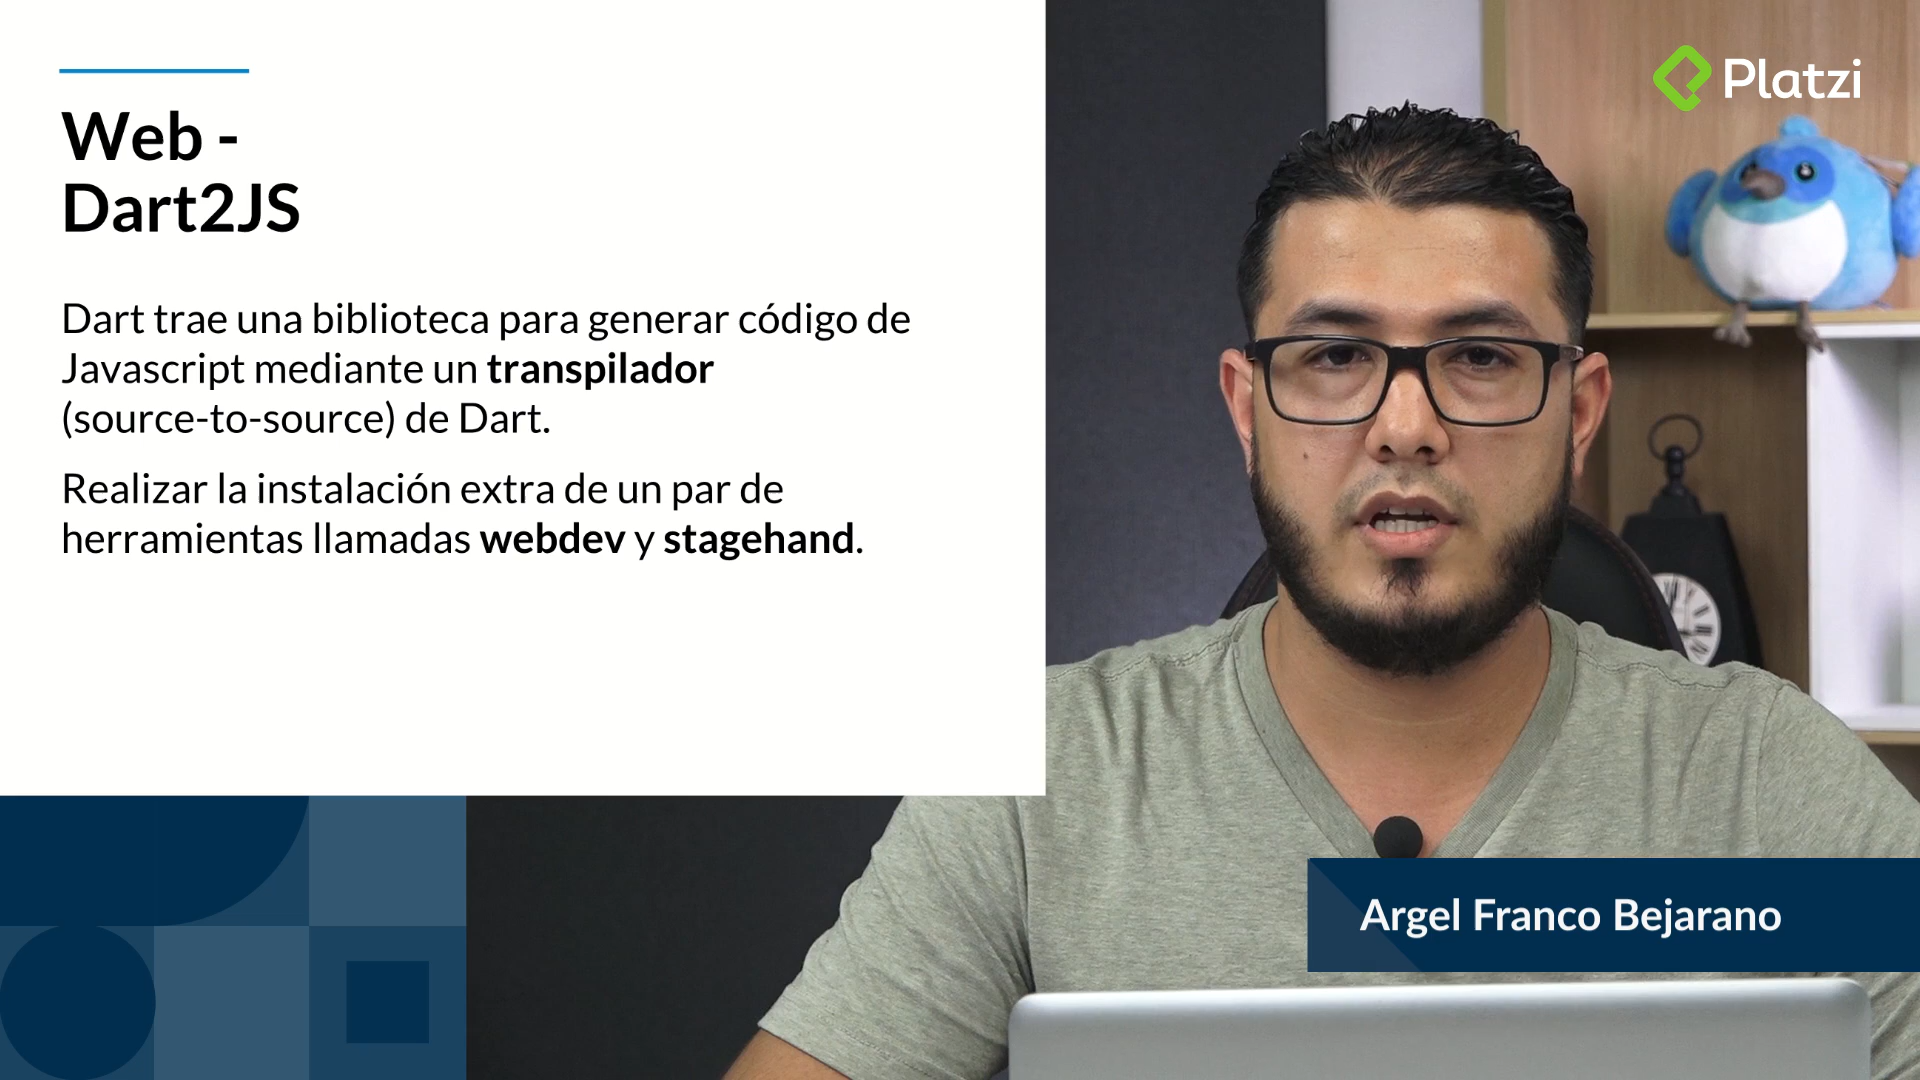 Web -
Dart2JS
Dart trae una biblioteca para generar código de
Javascript mediante un transpilador
(source-to-source) de Dart.
Realizar la instalación extra de un par de
herramientas llamadas webdev y stagehand.
Platzi
Argel Franco Bejarano